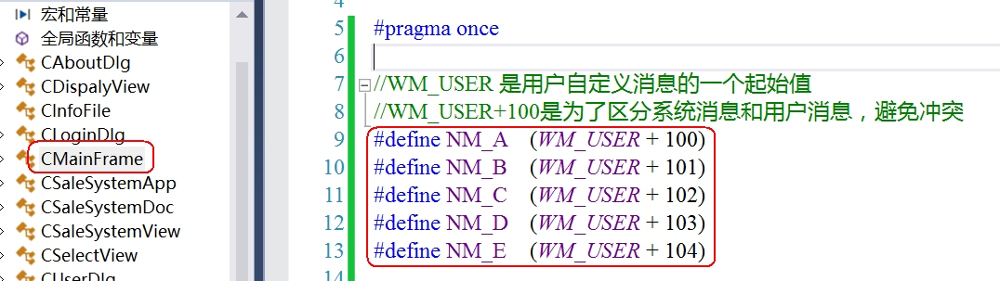 宏和常量
全局函数和变量
CAboutDlg
CDispalyView
CInfoFile
CLoginDlg
CMainFrame
CSaleSystemApp
CSaleSystemDoc
CSaleSystemView
CSelectView
CUserDlg
4
5 #pragma once
6
7 //WM_USER 是用户自定义消息的一个起始值
8 //WM_USER+100是为了区分系统消息和用户消息，避免冲突
9 #define NM_A (WM_USER + 100)
10 #define NM_B (WM_USER + 101)
11 #define NM_C (WM_USER + 102)
12 #define NM_D (WM_USER + 103)
13 #define NM_E (WM_USER + 104)
14